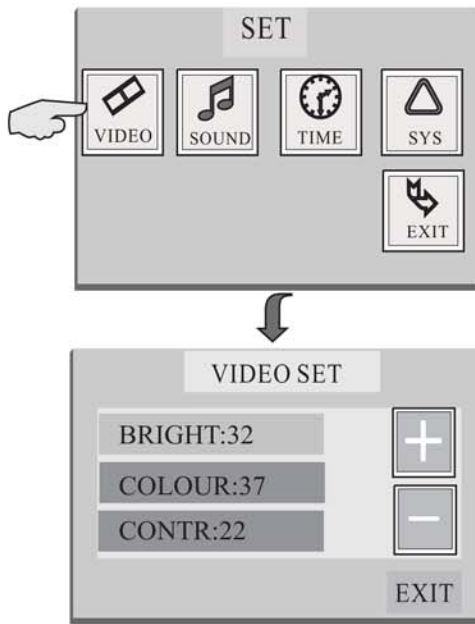 SET
VIDEO SOUND TIME SYS
EXIT
VIDEO SET
BRIGHT:32
COLOUR:37
CONTR:22
EXIT